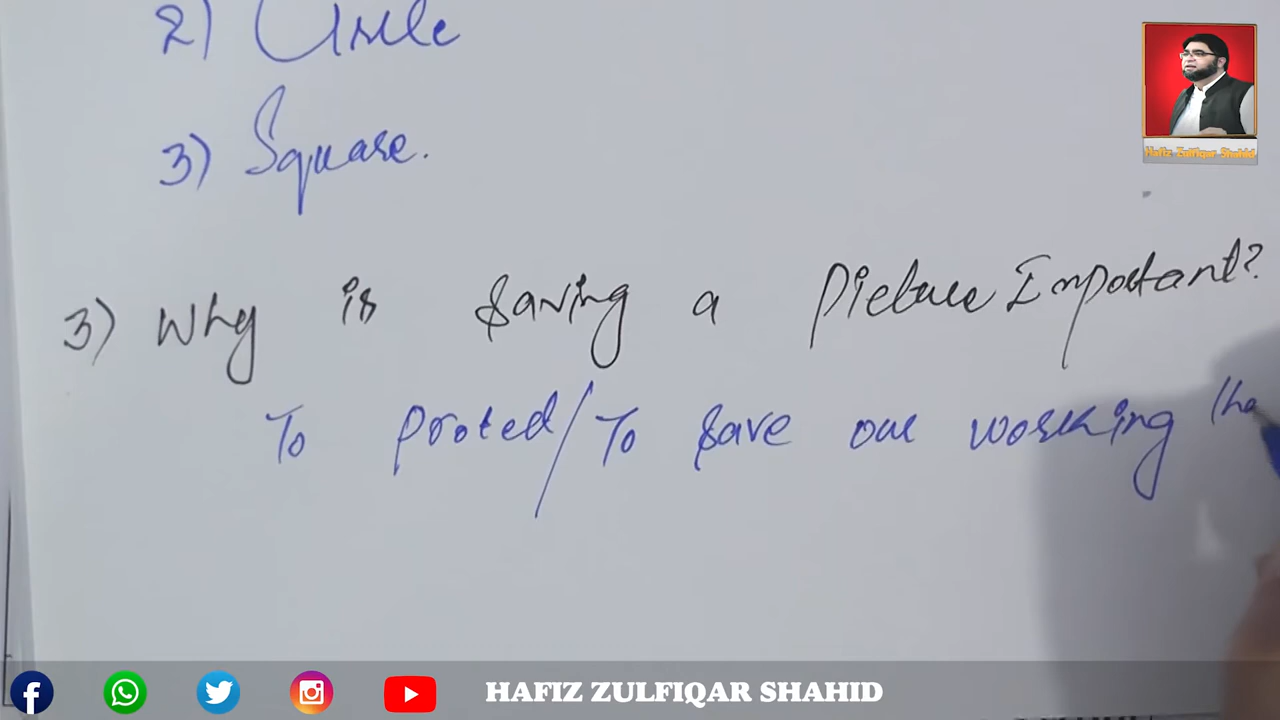 2) Circle
3) Square.
Hafiz Zulfiqar Shahid
3) Why is saving a Picture Important?
To protect/To save our working
HAFIZ ZULFIQAR SHAHID